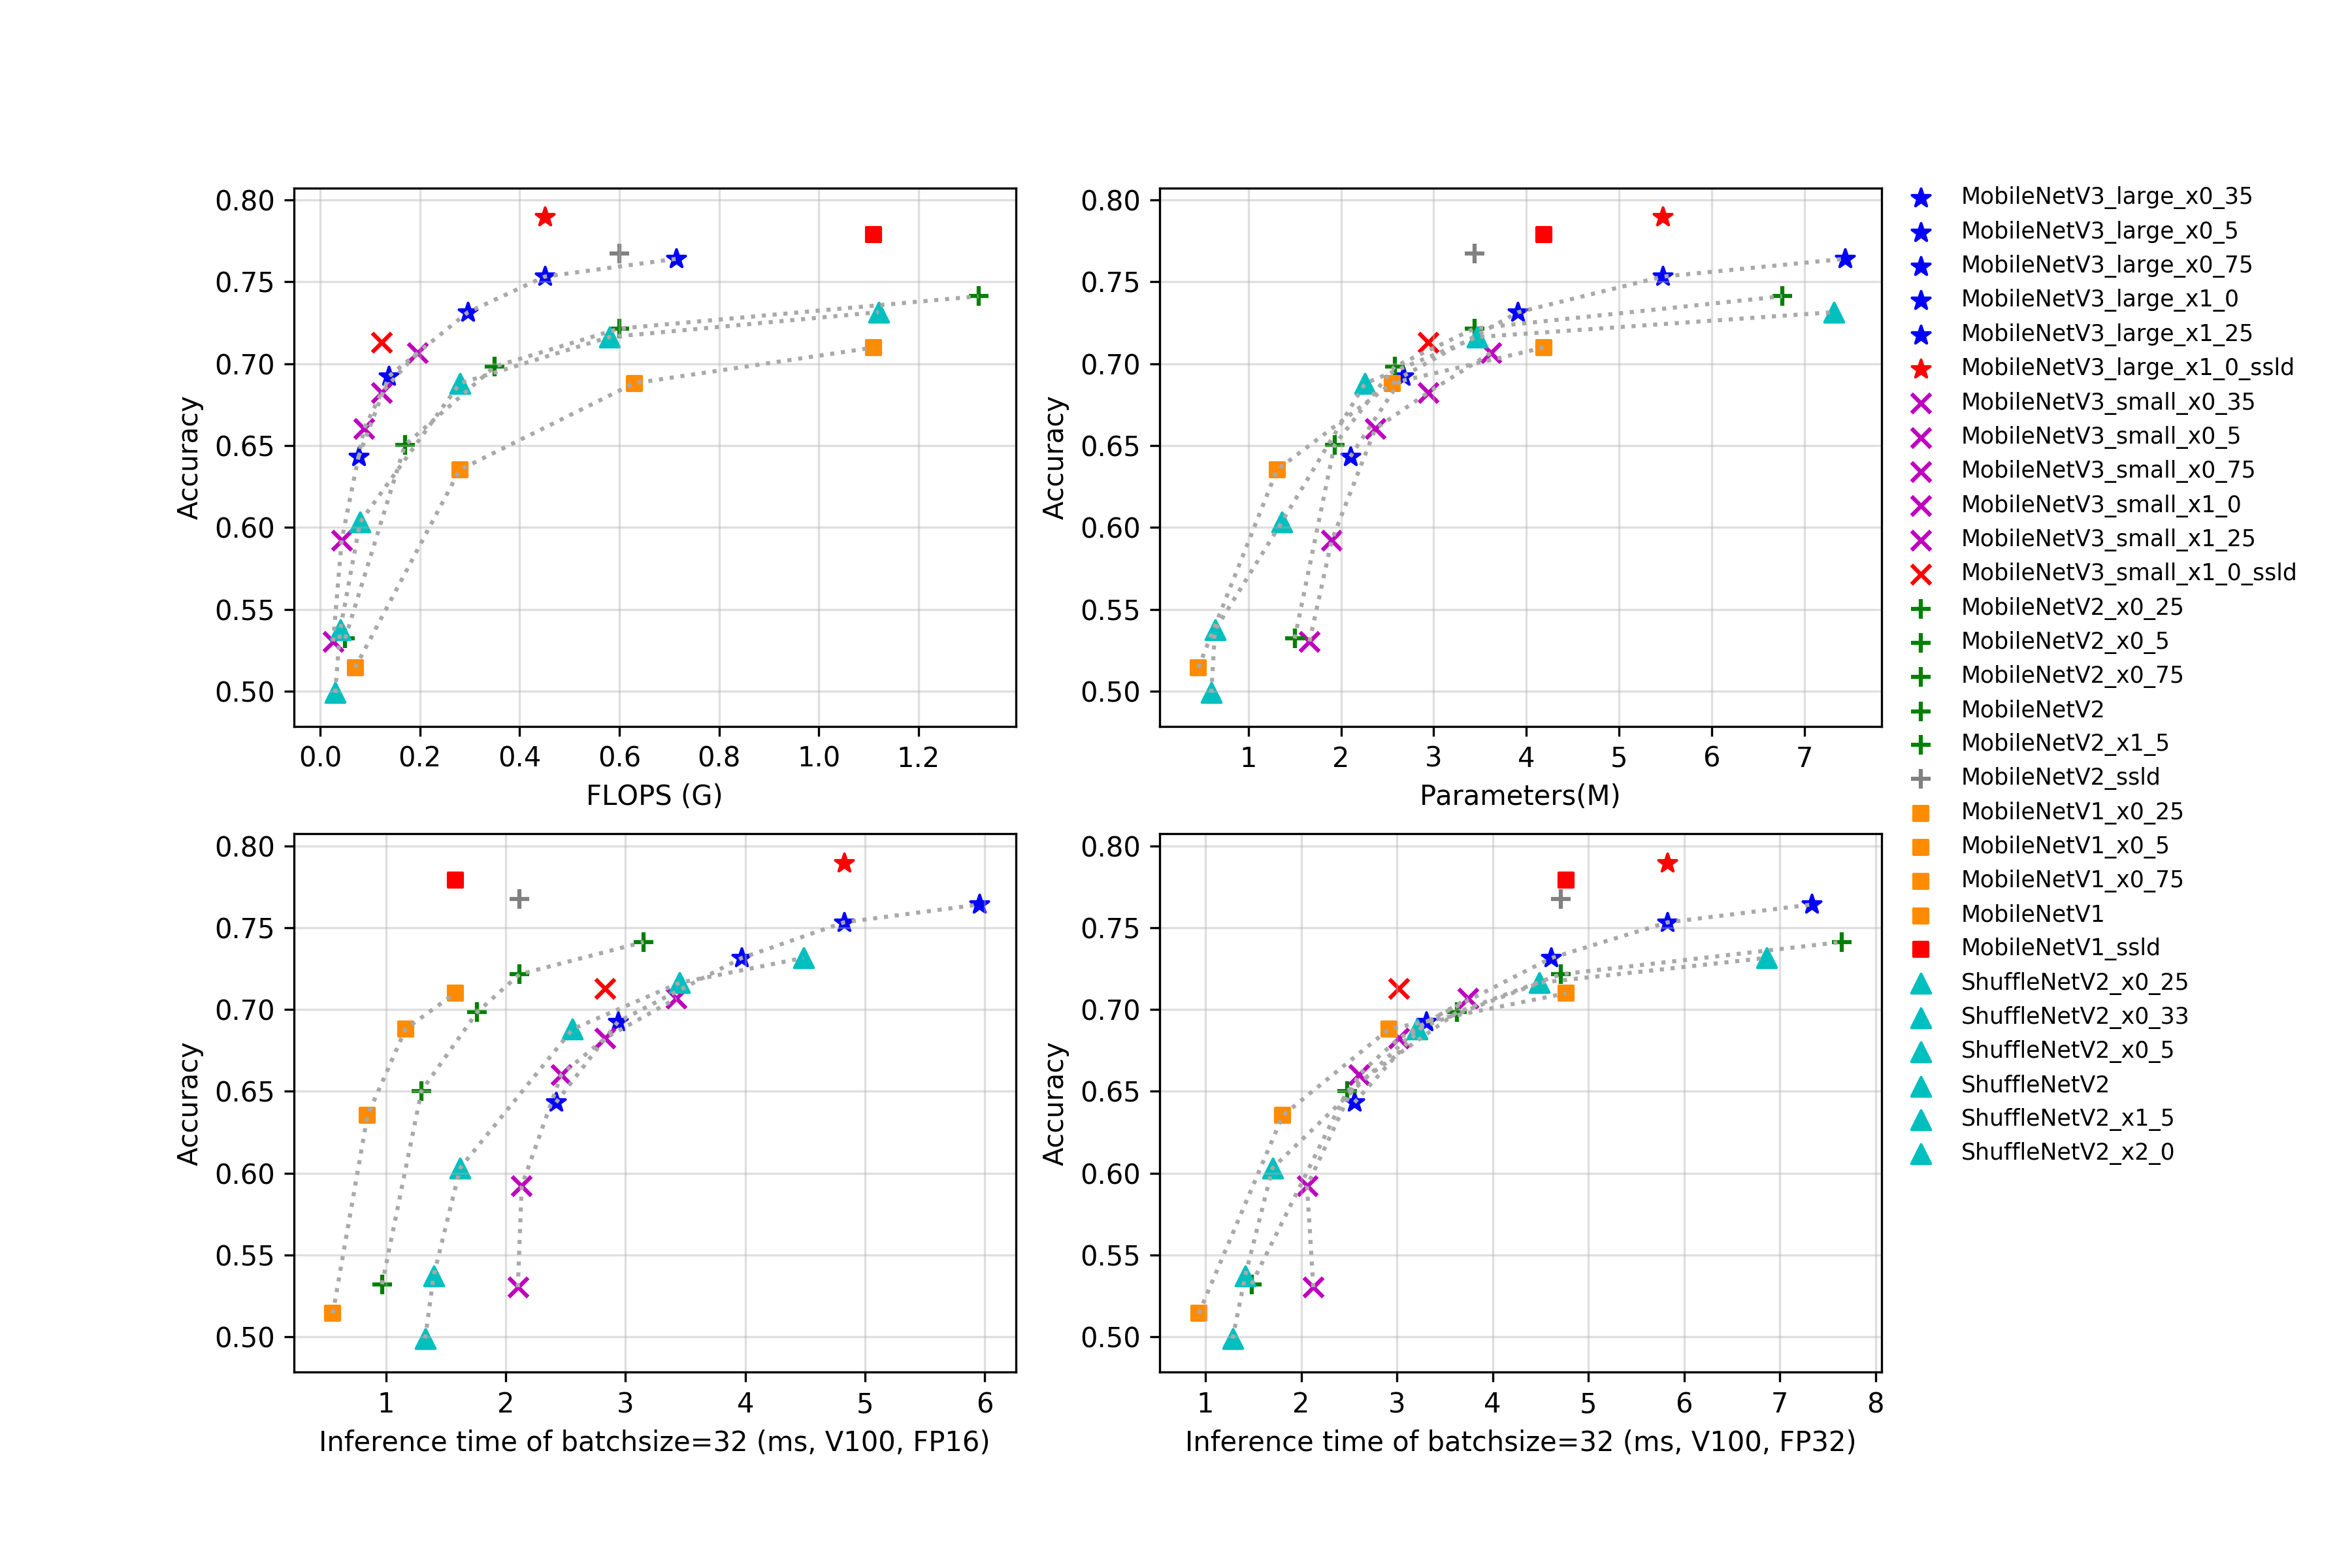 0.80
0.75
0.70
0.65
0.60
0.55
0.50
Accuracy
0.0 0.2 0.4 0.6 0.8 1.0 1.2
FLOPS (G)
0.80
0.75
0.70
0.65
0.60
0.55
0.50
Accuracy
1 2 3 4 5 6 7
Parameters(M)
0.80
0.75
0.70
0.65
0.60
0.55
0.50
Accuracy
1 2 3 4 5 6
Inference time of batchsize=32 (ms, V100, FP16)
0.80
0.75
0.70
0.65
0.60
0.55
0.50
Accuracy
1 2 3 4 5 6 7 8
Inference time of batchsize=32 (ms, V100, FP32)
MobileNetV3_large_x0_35
MobileNetV3_large_x0_5
MobileNetV3_large_x0_75
MobileNetV3_large_x1_0
MobileNetV3_large_x1_25
MobileNetV3_large_x1_0_ssld
MobileNetV3_small_x0_35
MobileNetV3_small_x0_5
MobileNetV3_small_x0_75
MobileNetV3_small_x1_0
MobileNetV3_small_x1_25
MobileNetV3_small_x1_0_ssld
MobileNetV2_x0_25
MobileNetV2_x0_5
MobileNetV2_x0_75
MobileNetV2
MobileNetV2_x1_5
MobileNetV2_ssld
MobileNetV1_x0_25
MobileNetV1_x0_5
MobileNetV1_x0_75
MobileNetV1
MobileNetV1_ssld
ShuffleNetV2_x0_25
ShuffleNetV2_x0_33
ShuffleNetV2_x0_5
ShuffleNetV2
ShuffleNetV2_x1_5
ShuffleNetV2_x2_0